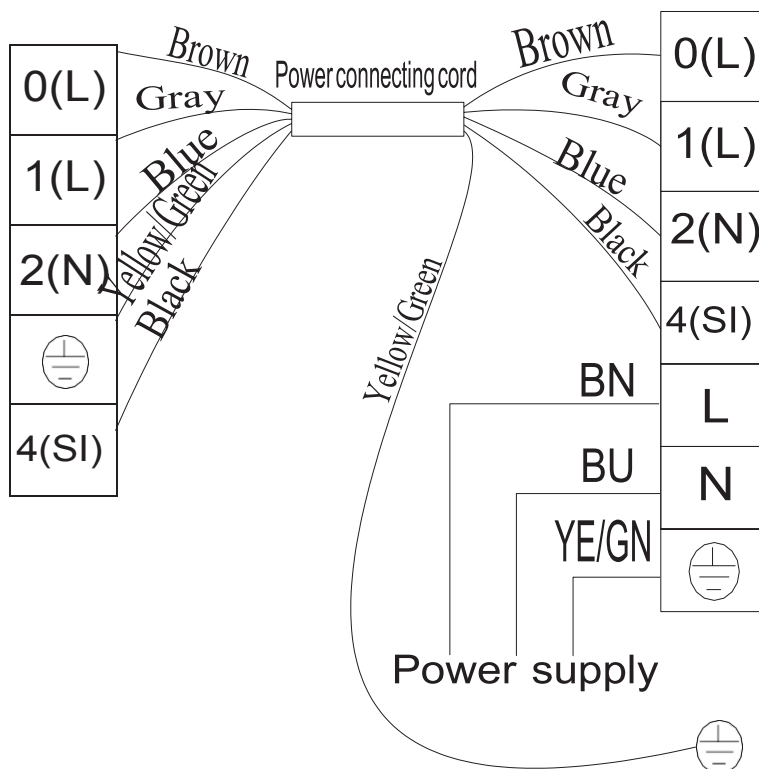 0(L)
1(L)
2(N)
4(SI)
Brown
Gray
Blue
Yellow/Green
Black
Power connecting cord
Brown
Gray
Blue
Black
Yellow/Green
0(L)
1(L)
2(N)
4(SI)
L
N
BN
BU
YE/GN
Power supply